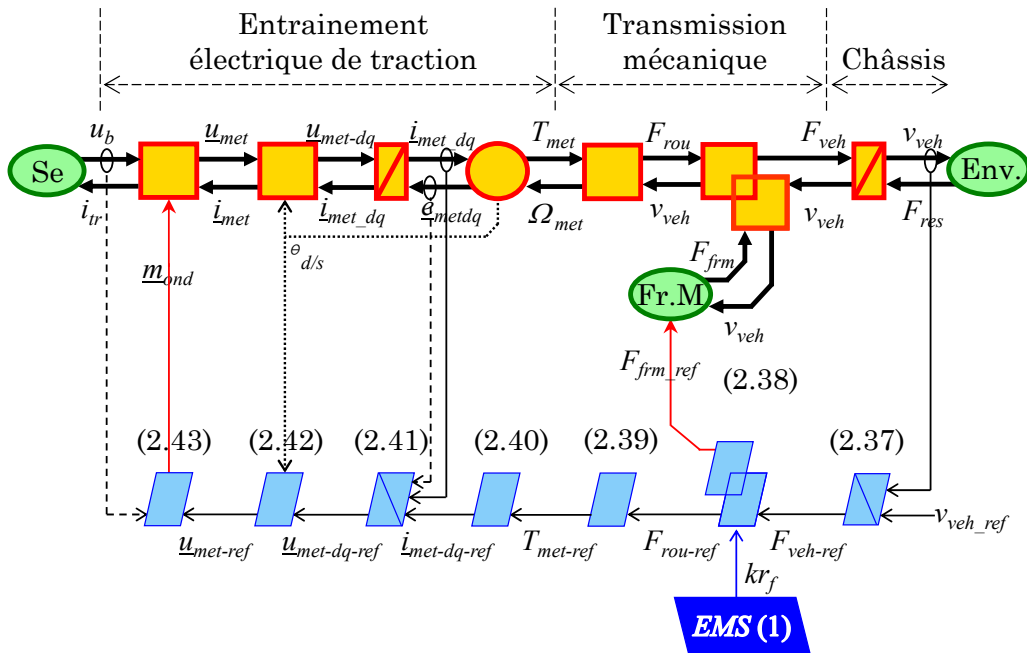 Entrainement
électrique de traction
Transmission
mécanique
Châssis
u_b
u_met
u_met-dq
i_met_dq
T_met
F_rou
F_veh
v_veh
Se
Env.
i_tr
i_met
i_met_dq
e_metdq
Ω_met
v_veh
v_veh
F_res
θ_d/s
m_ond
F_frm
Fr.M
v_veh
F_frm_ref
(2.38)
(2.43)
(2.42)
(2.41)
(2.40)
(2.39)
(2.37)
u_met-ref
u_met-dq-ref
i_met-dq-ref
T_met-ref
F_rou-ref
F_veh-ref
v_veh_ref
kr_f
EMS (1)